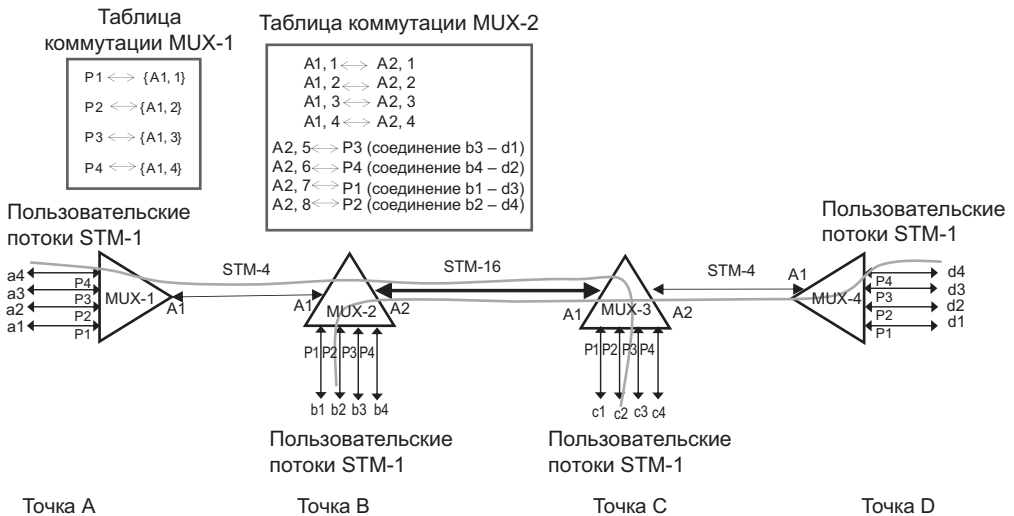 Таблица
коммутации MUX-1
P1 ⟷ {A1, 1}
P2 ⟷ {A1, 2}
P3 ⟷ {A1, 3}
P4 ⟷ {A1, 4}
Таблица коммутации MUX-2
A1, 1 ⟷ A2, 1
A1, 2 ⟷ A2, 2
A1, 3 ⟷ A2, 3
A1, 4 ⟷ A2, 4
A2, 5 ⟷ P3 (соединение b3 – d1)
A2, 6 ⟷ P4 (соединение b4 – d2)
A2, 7 ⟷ P1 (соединение b1 – d3)
A2, 8 ⟷ P2 (соединение b2 – d4)
Пользовательские
потоки STM-1
a4
a3
a2
a1
P4
P3
P2
P1
MUX-1
A1
STM-4
A1
MUX-2
A2
P1
P2
P3
P4
b1
b2
b3
b4
Пользовательские
потоки STM-1
STM-16
A1
MUX-3
A2
P1
P2
P3
P4
c1
c2
c3
c4
Пользовательские
потоки STM-1
STM-4
Пользовательские
потоки STM-1
A1
MUX-4
P4
P3
P2
P1
d4
d3
d2
d1
Точка A
Точка B
Точка C
Точка D